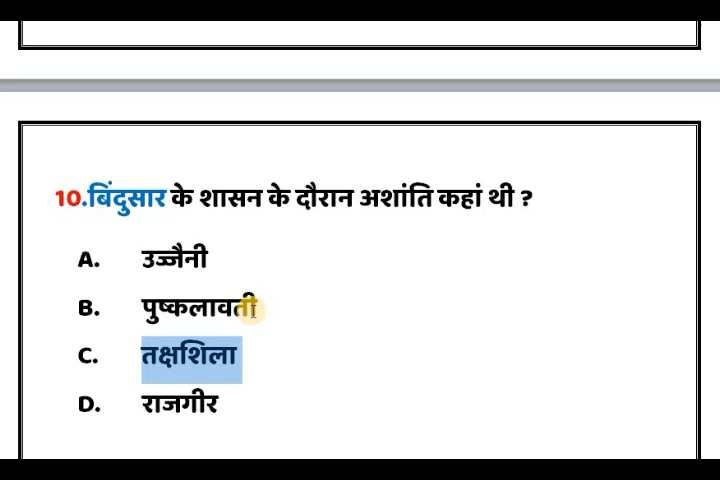 10.बिंदुसार के शासन के दौरान अशांति कहां थी ?
A. उज्जैनी
B. पुष्कलावती
C. तक्षशिला
D. राजगीर